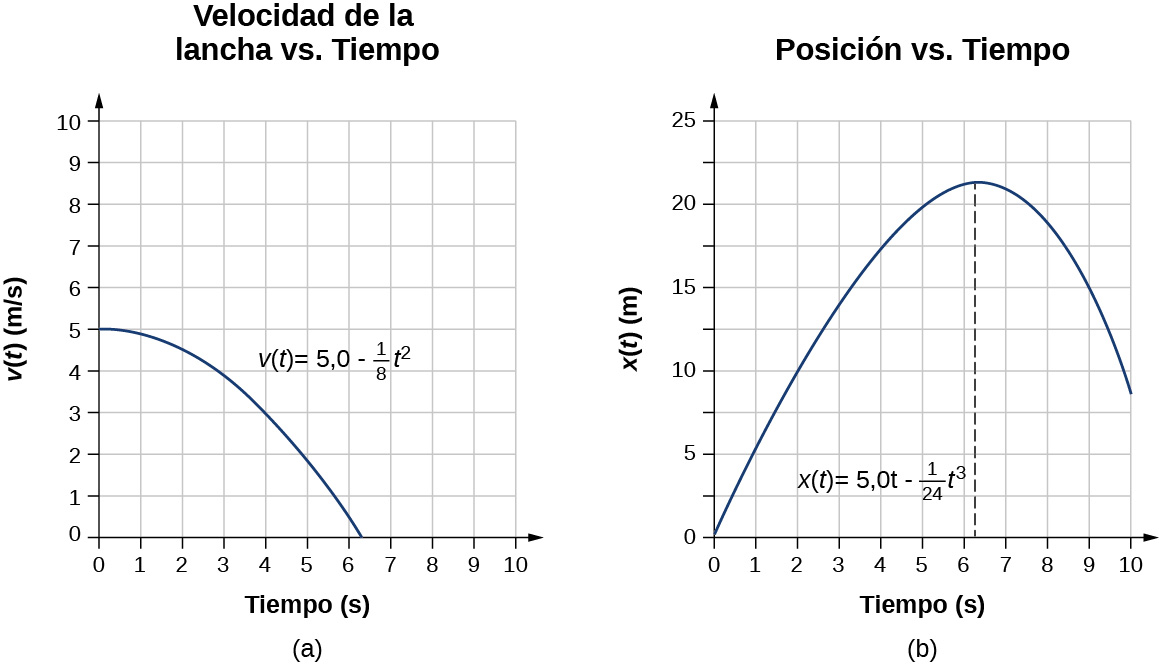 Velocidad de la
lancha vs. Tiempo
10
9
8
7
6
5
4
3
2
1
0
v(t) (m/s)
v(t)= 5,0 - 1/8 t²
0 1 2 3 4 5 6 7 8 9 10
Tiempo (s)
(a)
Posición vs. Tiempo
25
20
15
10
5
0
x(t) (m)
x(t)= 5,0t - 1/24 t³
0 1 2 3 4 5 6 7 8 9 10
Tiempo (s)
(b)